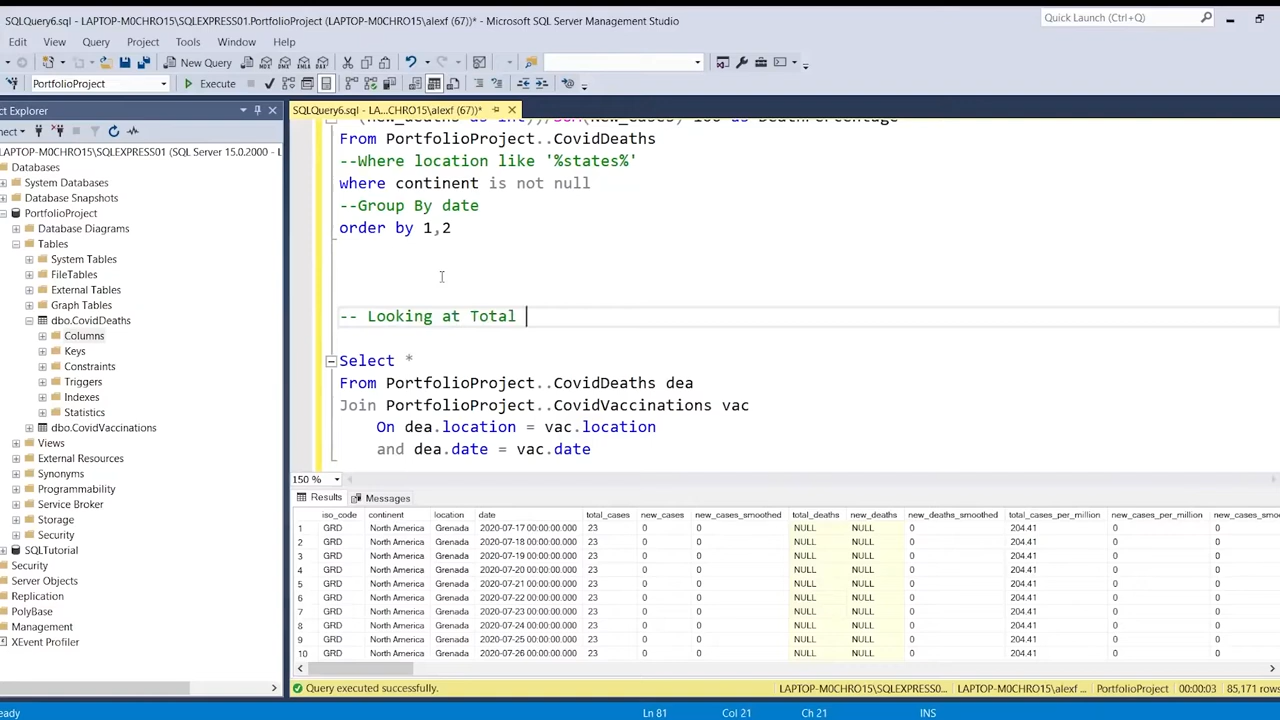 SQLQuery6.sql - LAPTOP-M0CHRO15\SQLEXPRESS01.PortfolioProject (LAPTOP-M0CHRO15\alexf (67))* - Microsoft SQL Server Management Studio
Quick Launch (Ctrl+Q)
Edit View Query Project Tools Window Help
New Query
PortfolioProject Execute
ct Explorer
SQLQuery6.sql - LA...CHRO15\alexf (67))*
nnect
LAPTOP-M0CHRO15\SQLEXPRESS01 (SQL Server 15.0.2000 - L
Databases
System Databases
Database Snapshots
PortfolioProject
Database Diagrams
Tables
System Tables
FileTables
External Tables
Graph Tables
dbo.CovidDeaths
Columns
Keys
Constraints
Triggers
Indexes
Statistics
dbo.CovidVaccinations
Views
External Resources
Synonyms
Programmability
Service Broker
Storage
Security
SQLTutorial
Security
Server Objects
Replication
PolyBase
Management
XEvent Profiler
as DeathPercentage
From PortfolioProject..CovidDeaths
--Where location like '%states%'
where continent is not null
--Group By date
order by 1,2
-- Looking at Total
Select *
From PortfolioProject..CovidDeaths dea
Join PortfolioProject..CovidVaccinations vac
On dea.location = vac.location
and dea.date = vac.date
150 %
Results Messages
iso_code continent location date total_cases new_cases new_cases_smoothed total_deaths new_deaths new_deaths_smoothed total_cases_per_million new_cases_per_million new_cases_smo
1 GRD North America Grenada 2020-07-17 00:00:00.000 23 0 0 NULL NULL 0 204.41 0 0
2 GRD North America Grenada 2020-07-18 00:00:00.000 23 0 0 NULL NULL 0 204.41 0 0
3 GRD North America Grenada 2020-07-19 00:00:00.000 23 0 0 NULL NULL 0 204.41 0 0
4 GRD North America Grenada 2020-07-20 00:00:00.000 23 0 0 NULL NULL 0 204.41 0 0
5 GRD North America Grenada 2020-07-21 00:00:00.000 23 0 0 NULL NULL 0 204.41 0 0
6 GRD North America Grenada 2020-07-22 00:00:00.000 23 0 0 NULL NULL 0 204.41 0 0
7 GRD North America Grenada 2020-07-23 00:00:00.000 23 0 0 NULL NULL 0 204.41 0 0
8 GRD North America Grenada 2020-07-24 00:00:00.000 23 0 0 NULL NULL 0 204.41 0 0
9 GRD North America Grenada 2020-07-25 00:00:00.000 23 0 0 NULL NULL 0 204.41 0 0
10 GRD North America Grenada 2020-07-26 00:00:00.000 23 0 0 NULL NULL 0 204.41 0 0
Query executed successfully. LAPTOP-M0CHRO15\SQLEXPRESS0... LAPTOP-M0CHRO15\alexf ... PortfolioProject 00:00:03 85,171 rows
eady Ln 81 Col 21 Ch 21 INS